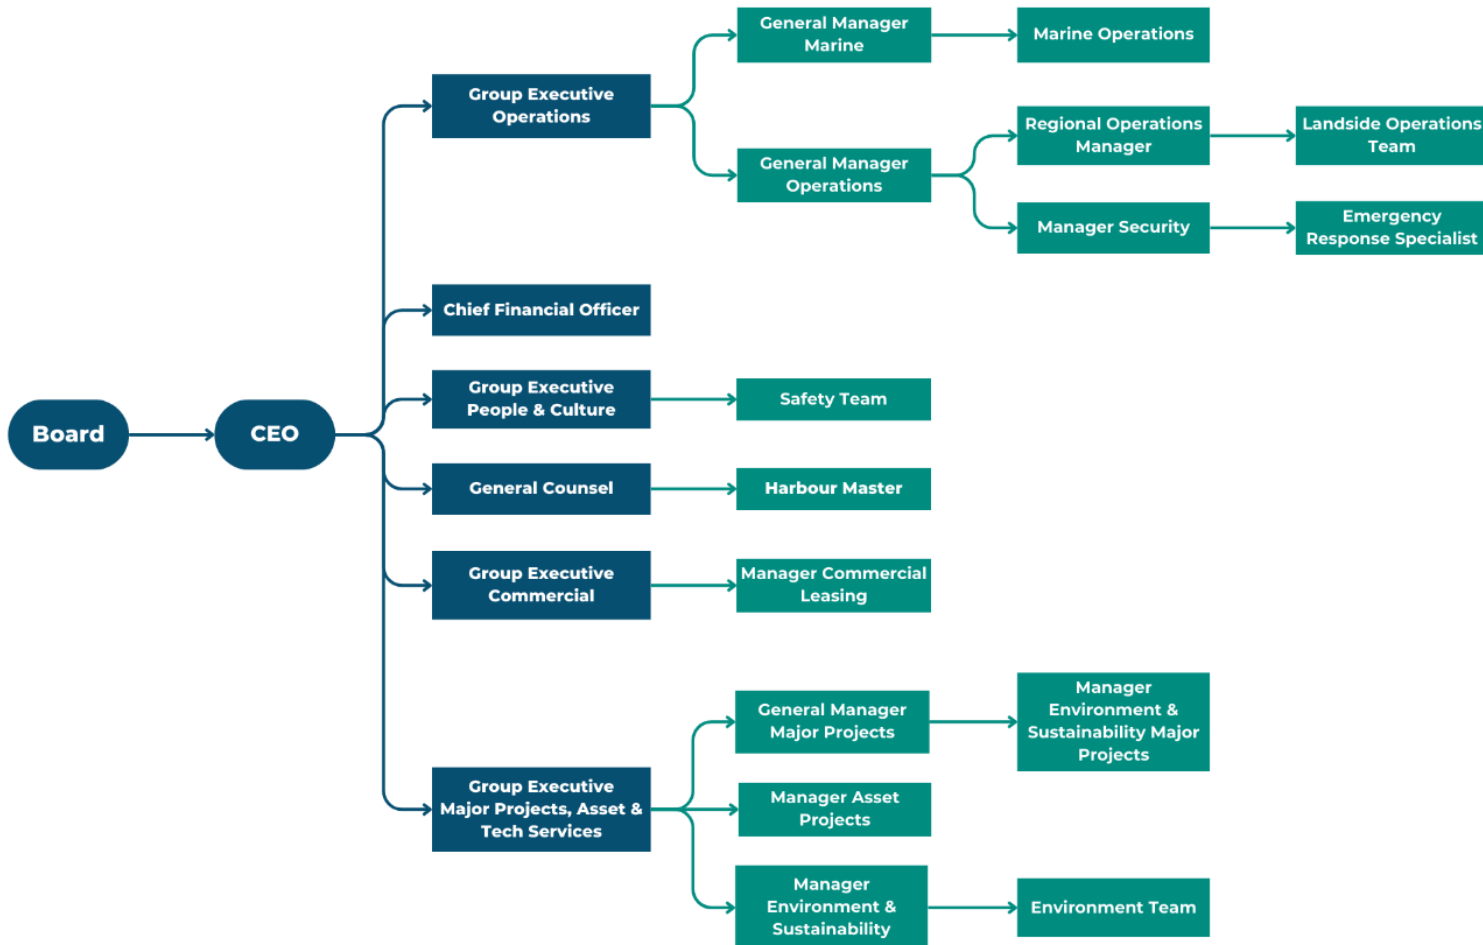 Board
CEO
Group Executive
Operations
General Manager
Marine
Marine Operations
General Manager
Operations
Regional Operations
Manager
Landside Operations
Team
Manager Security
Emergency
Response Specialist
Chief Financial Officer
Group Executive
People & Culture
Safety Team
General Counsel
Harbour Master
Group Executive
Commercial
Manager Commercial
Leasing
Group Executive
Major Projects, Asset &
Tech Services
General Manager
Major Projects
Manager
Environment &
Sustainability Major
Projects
Manager Asset
Projects
Manager
Environment &
Sustainability
Environment Team